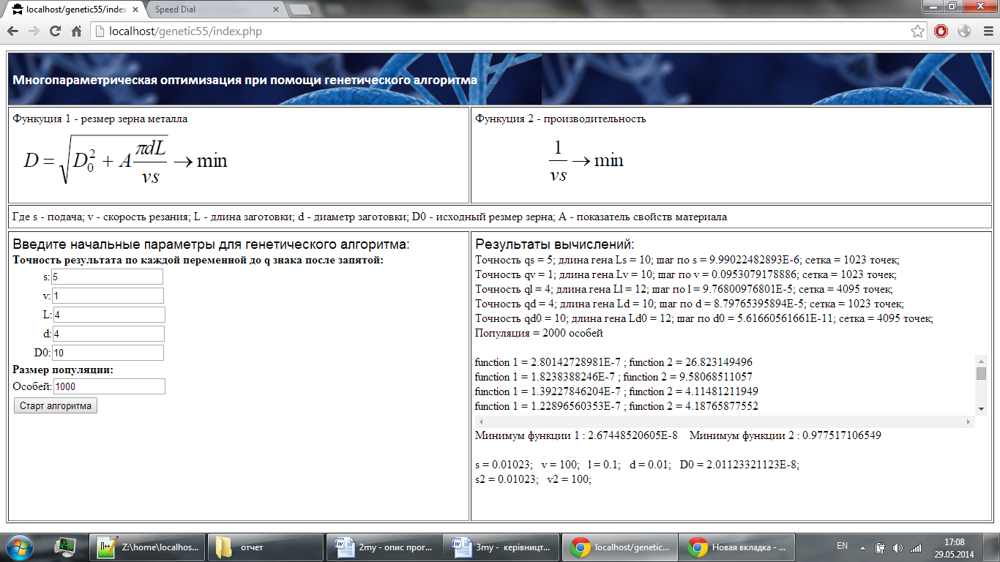 localhost/genetic55/index
Speed Dial
localhost/genetic55/index.php
Многопараметрическая оптимизация при помощи генетического алгоритма
Функуция 1 - резмер зерна металла
D = √(D₀² + A πdL/vs) → min
Функуция 2 - производительность
1/vs → min
Где s - подача; v - скорость резания; L - длина заготовки; d - диаметр заготовки; D0 - исходный резмер зерна; A - показатель свойств материала
Введите начальные параметры для генетического алгоритма:
Точность результата по каждой переменной до q знака после запятой:
s: 5
v: 1
L: 4
d: 4
D0: 10
Размер популяции:
Особей: 1000
Старт алгоритма
Результаты вычислений:
Точность qs = 5; длина гена Ls = 10; шаг по s = 9.99022482893E-6; сетка = 1023 точек;
Точность qv = 1; длина гена Lv = 10; шаг по v = 0.0953079178886; сетка = 1023 точек;
Точность ql = 4; длина гена Ll = 12; шаг по l = 9.76800976801E-5; сетка = 4095 точек;
Точность qd = 4; длина гена Ld = 10; шаг по d = 8.79765395894E-5; сетка = 1023 точек;
Точность qd0 = 10; длина гена Ld0 = 12; шаг по d0 = 5.61660561661E-11; сетка = 4095 точек;
Популяция = 2000 особей
function 1 = 2.80142728981E-7 ; function 2 = 26.823149496
function 1 = 1.8238388246E-7 ; function 2 = 9.58068511057
function 1 = 1.39227846204E-7 ; function 2 = 4.11481211949
function 1 = 1.22896560353E-7 ; function 2 = 4.18765877552
Минимум функции 1 : 2.67448520605E-8 Минимум функции 2 : 0.977517106549
s = 0.01023; v = 100; l = 0.1; d = 0.01; D0 = 2.01123321123E-8;
s2 = 0.01023; v2 = 100;
Z:\home\localhos...
отчет
2my - опис прог...
3my - керівницт...
localhost/genetic...
Новая вкладка - ...
EN
17:08
29.05.2014